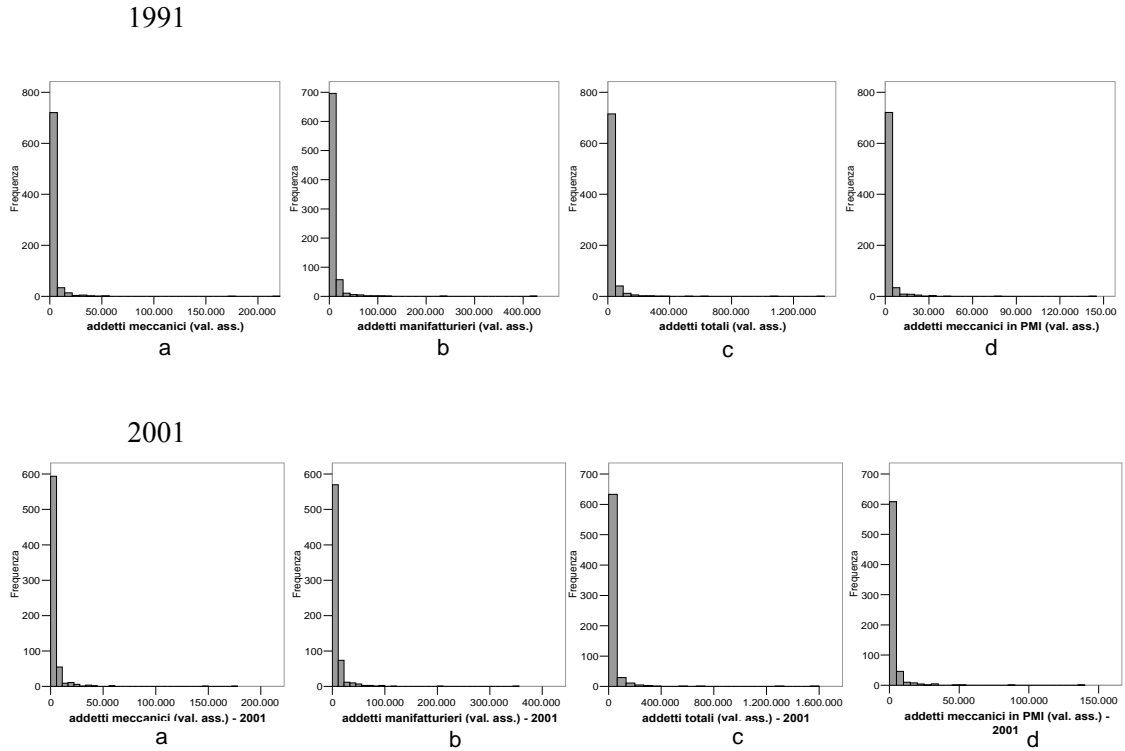 1991
800
600
400
200
0
Frequenza
0 50.000 100.000 150.000 200.000
addetti meccanici (val. ass.)
a
700
600
500
400
300
200
100
0
Frequenza
0 100.000 200.000 300.000 400.000
addetti manifatturieri (val. ass.)
b
800
600
400
200
0
Frequenza
0 400.000 800.000 1.200.000
addetti totali (val. ass.)
c
800
600
400
200
0
Frequenza
0 30.000 60.000 90.000 120.000 150.00
addetti meccanici in PMI (val. ass.)
d
2001
600
500
400
300
200
100
0
Frequenza
0 50.000 100.000 150.000 200.000
addetti meccanici (val. ass.) - 2001
a
600
500
400
300
200
100
0
Frequenza
0 100.000 200.000 300.000 400.000
addetti manifatturieri (val. ass.) - 2001
b
700
600
500
400
300
200
100
0
Frequenza
0 400.000 800.000 1.200.000 1.600.000
addetti totali (val. ass.) - 2001
c
700
600
500
400
300
200
100
0
Frequenza
0 50.000 100.000 150.000
addetti meccanici in PMI (val. ass.) -
2001
d